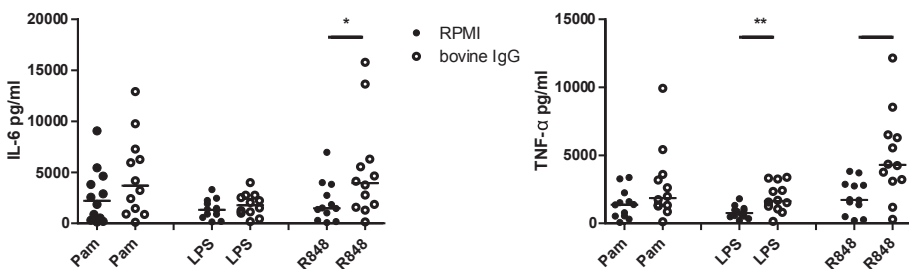 20000
15000
10000
5000
0
IL-6 pg/ml
*
Pam
Pam
LPS
LPS
R848
R848
RPMI
bovine IgG
15000
10000
5000
0
TNF-α pg/ml
**
Pam
Pam
LPS
LPS
R848
R848